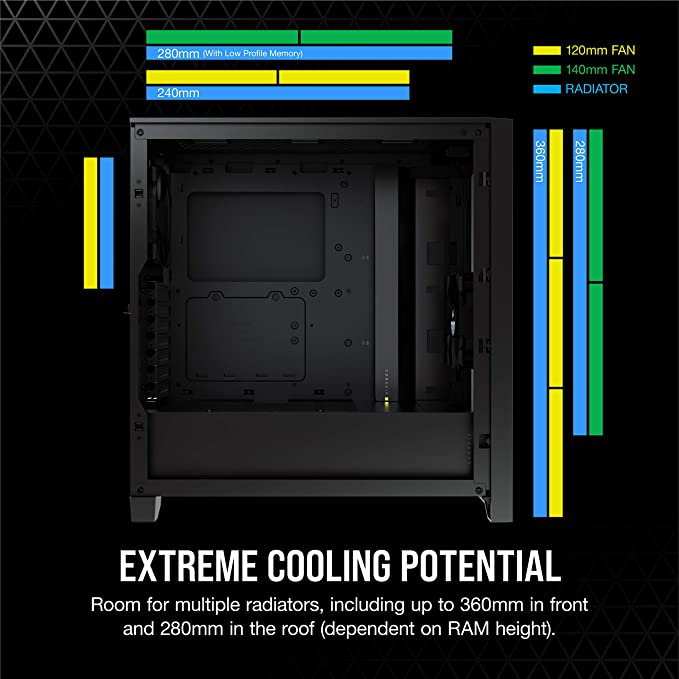 280mm (With Low Profile Memory)
240mm
120mm FAN
140mm FAN
RADIATOR
360mm
280mm
CORSAIR
EXTREME COOLING POTENTIAL
Room for multiple radiators, including up to 360mm in front
and 280mm in the roof (dependent on RAM height).